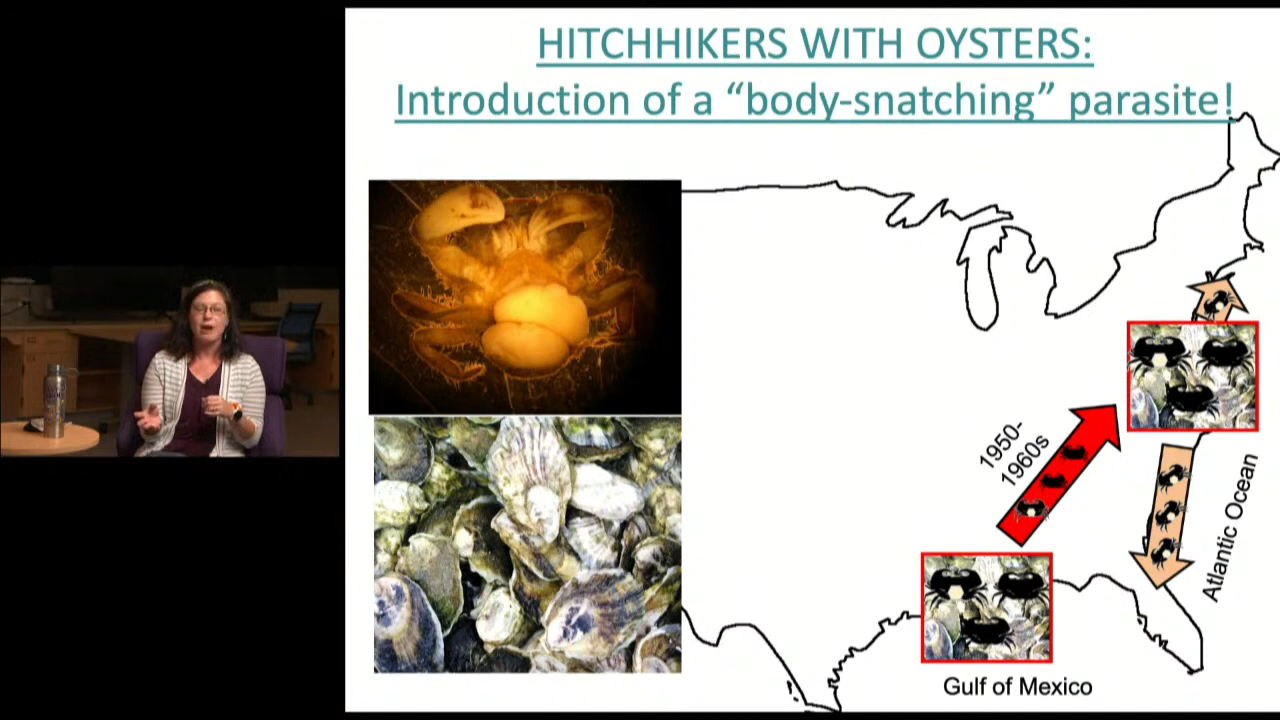 HITCHHIKERS WITH OYSTERS:
Introduction of a “body-snatching” parasite!
1950-
1960s
Atlantic Ocean
Gulf of Mexico